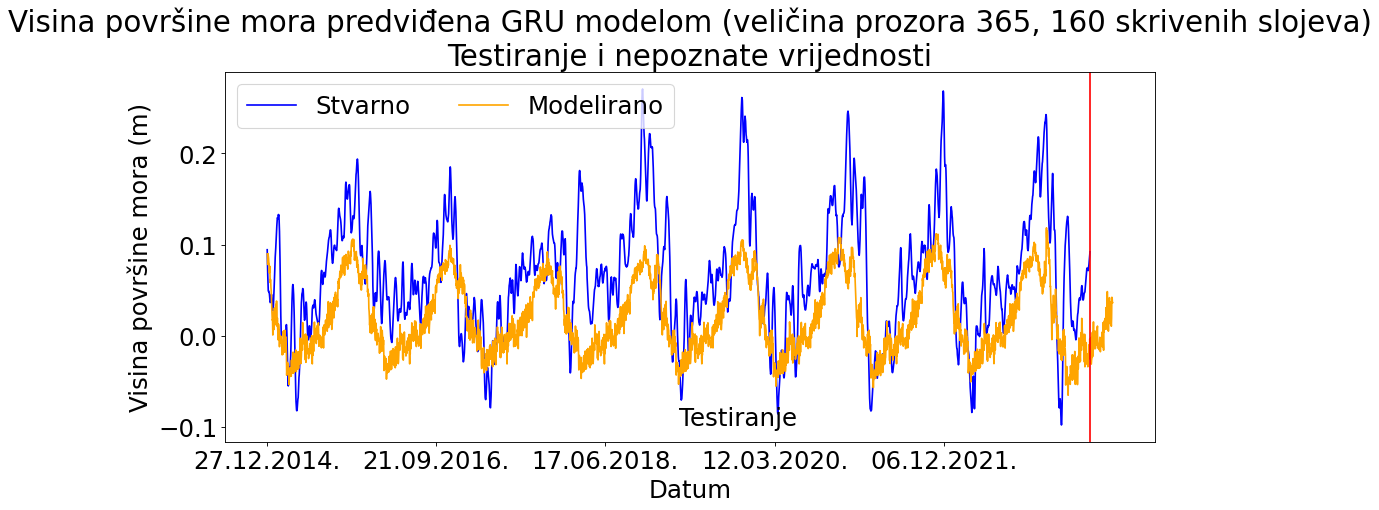 Visina površine mora predviđena GRU modelom (veličina prozora 365, 160 skrivenih slojeva)
Testiranje i nepoznate vrijednosti
Stvarno Modelirano
Visina površine mora (m)
0.2
0.1
0.0
−0.1
Testiranje
27.12.2014. 21.09.2016. 17.06.2018. 12.03.2020. 06.12.2021.
Datum